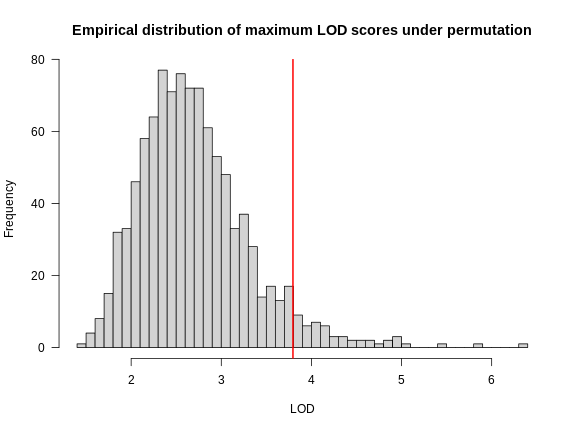 Empirical distribution of maximum LOD scores under permutation
80
60
40
20
0
Frequency
2 3 4 5 6
LOD